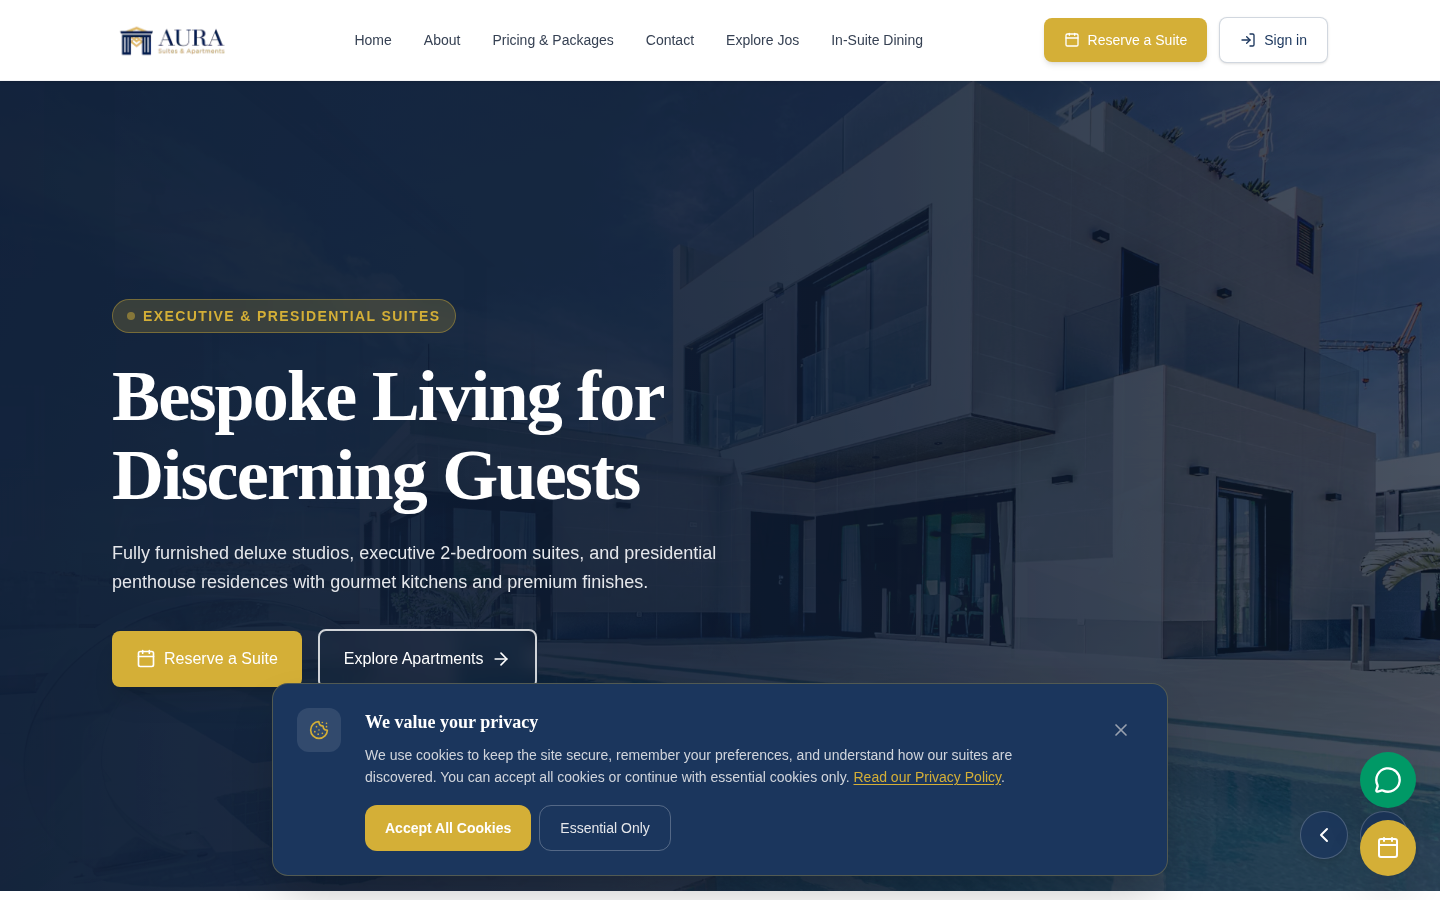 AURA
Suites & Apartments
Home
About
Pricing & Packages
Contact
Explore Jos
In-Suite Dining
Reserve a Suite
Sign in
EXECUTIVE & PRESIDENTIAL SUITES
Bespoke Living for
Discerning Guests
Fully furnished deluxe studios, executive 2-bedroom suites, and presidential
penthouse residences with gourmet kitchens and premium finishes.
Reserve a Suite
Explore Apartments
We value your privacy
We use cookies to keep the site secure, remember your preferences, and understand how our suites are
discovered. You can accept all cookies or continue with essential cookies only. Read our Privacy Policy.
Accept All Cookies
Essential Only